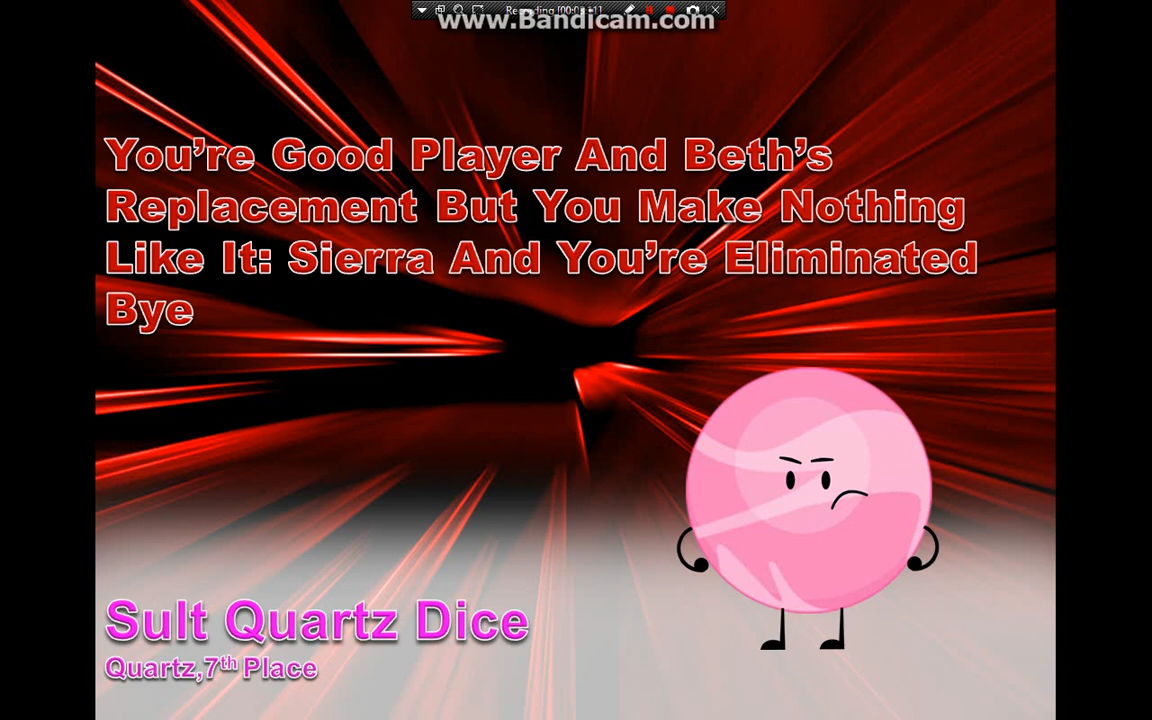 www.Bandicam.com
You’re Good Player And Beth’s
Replacement But You Make Nothing
Like It: Sierra And You’re Eliminated
Bye
Sult Quartz Dice
Quartz,7th Place